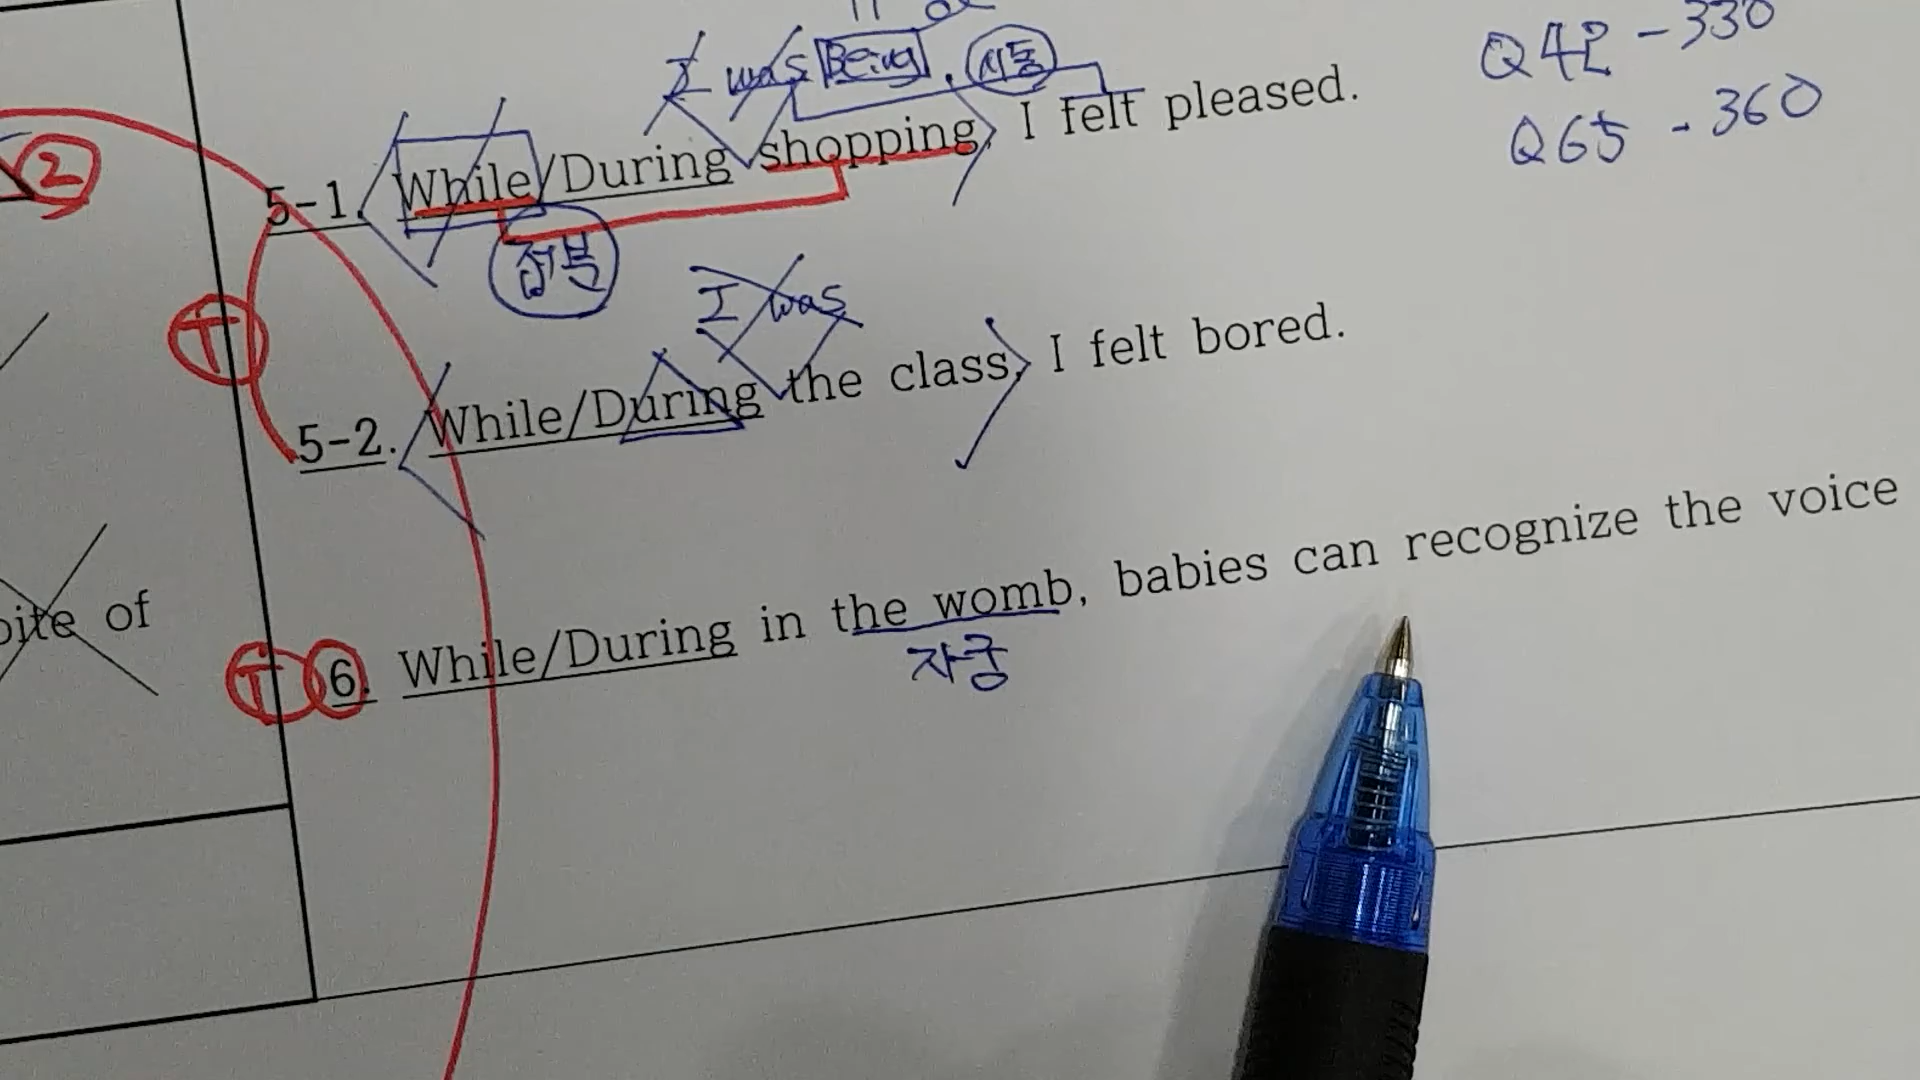 I was Being, 시동
Q42 - 330
Q65 - 360
②
5-1. While/During shopping, I felt pleased.
접부
I was
T
5-2. While/During the class, I felt bored.
pite of
T 6. While/During in the womb, babies can recognize the voice
자궁